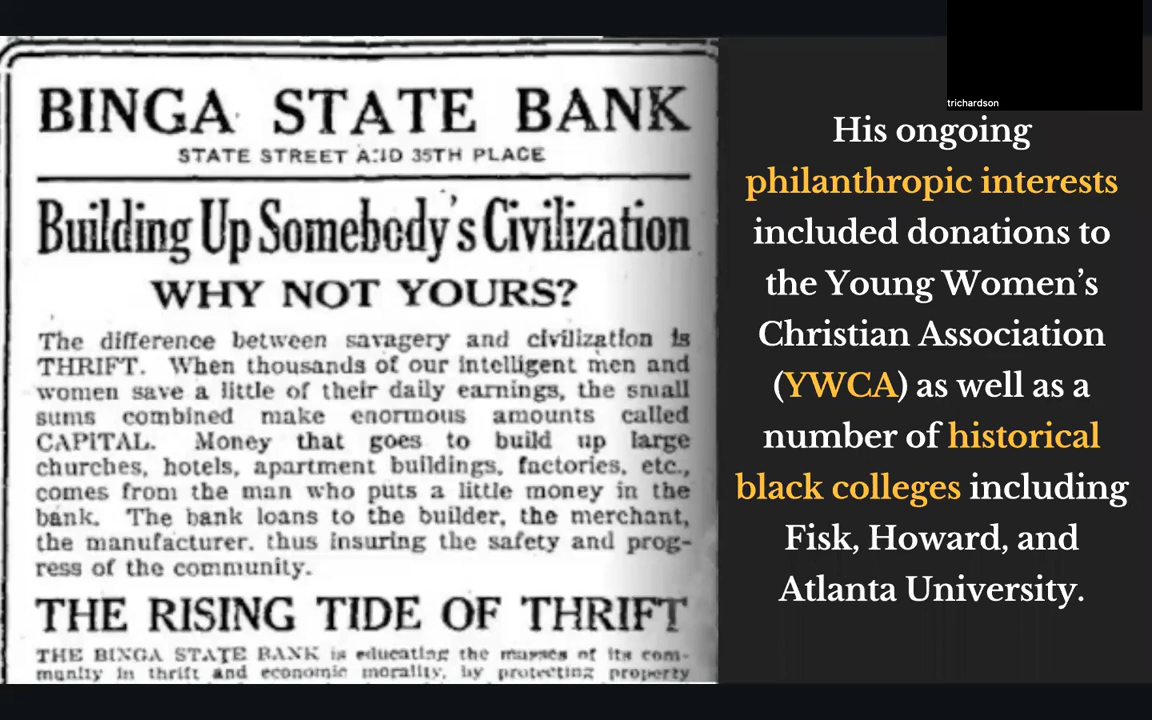 BINGA STATE BANK
STATE STREET AND 35TH PLACE
Building Up Somebody's Civilization
WHY NOT YOURS?
The difference between savagery and civilization is
THRIFT. When thousands of our intelligent men and
women save a little of their daily earnings, the small
sums combined make enormous amounts called
CAPITAL. Money that goes to build up large
churches, hotels, apartment buildings, factories, etc.,
comes from the man who puts a little money in the
bank. The bank loans to the builder, the merchant,
the manufacturer, thus insuring the safety and prog-
ress of the community.
THE RISING TIDE OF THRIFT
THE BINGA STATE BANK is educating the masses of its com-
munity in thrift and economic morality, by protecting property
trichardson
His ongoing
philanthropic interests
included donations to
the Young Women’s
Christian Association
(YWCA) as well as a
number of historical
black colleges including
Fisk, Howard, and
Atlanta University.